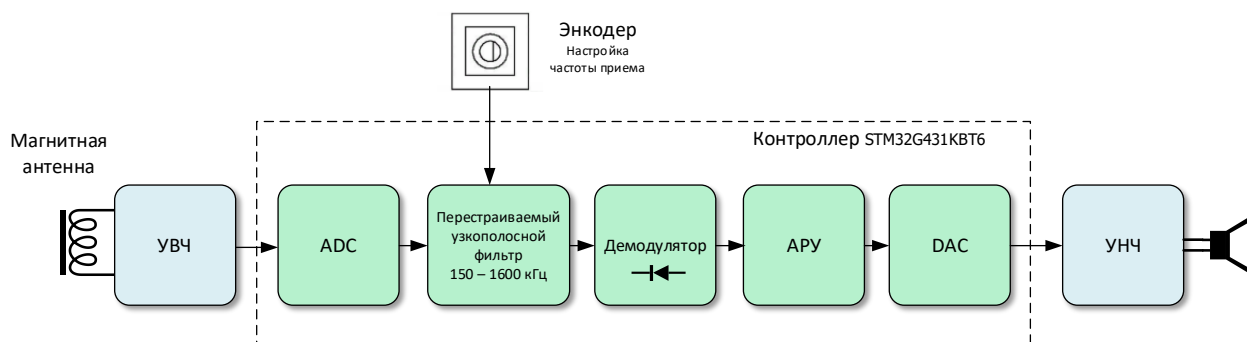 Энкодер
Настройка
частоты приема
Магнитная
антенна
Контроллер STM32G431KBT6
УВЧ
ADC
Перестраиваемый
узкополосной
фильтр
150 – 1600 кГц
Демодулятор
АРУ
DAC
УНЧ